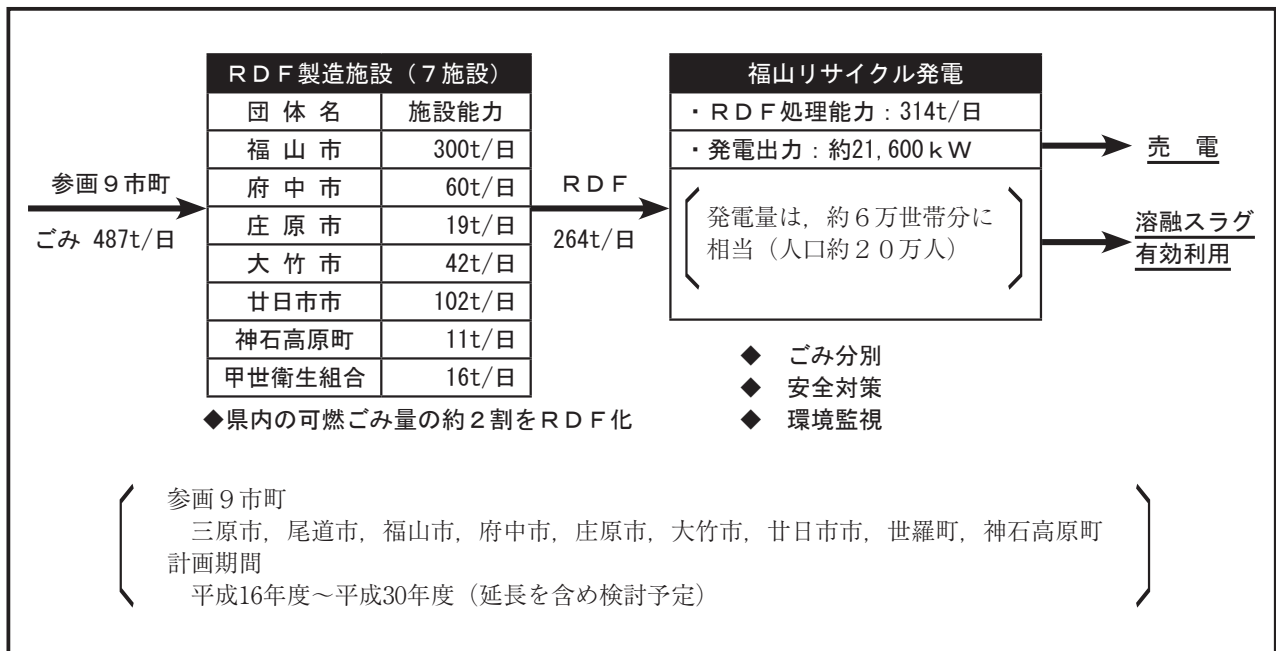 参画９市町
ごみ 487t/日
ＲＤＦ製造施設（７施設）
団 体 名　施設能力
福 山 市　300t/日
府 中 市　60t/日
庄 原 市　19t/日
大 竹 市　42t/日
廿日市市　102t/日
神石高原町　11t/日
甲世衛生組合　16t/日
◆県内の可燃ごみ量の約２割をＲＤＦ化
ＲＤＦ
264t/日
福山リサイクル発電
・ＲＤＦ処理能力：314t/日
・発電出力：約21,600ｋＷ
発電量は，約６万世帯分に
相当（人口約２０万人）
売　電
溶融スラグ
有効利用
◆　ごみ分別
◆　安全対策
◆　環境監視
参画９市町
三原市，尾道市，福山市，府中市，庄原市，大竹市，廿日市市，世羅町，神石高原町
計画期間
平成16年度～平成30年度（延長を含め検討予定）